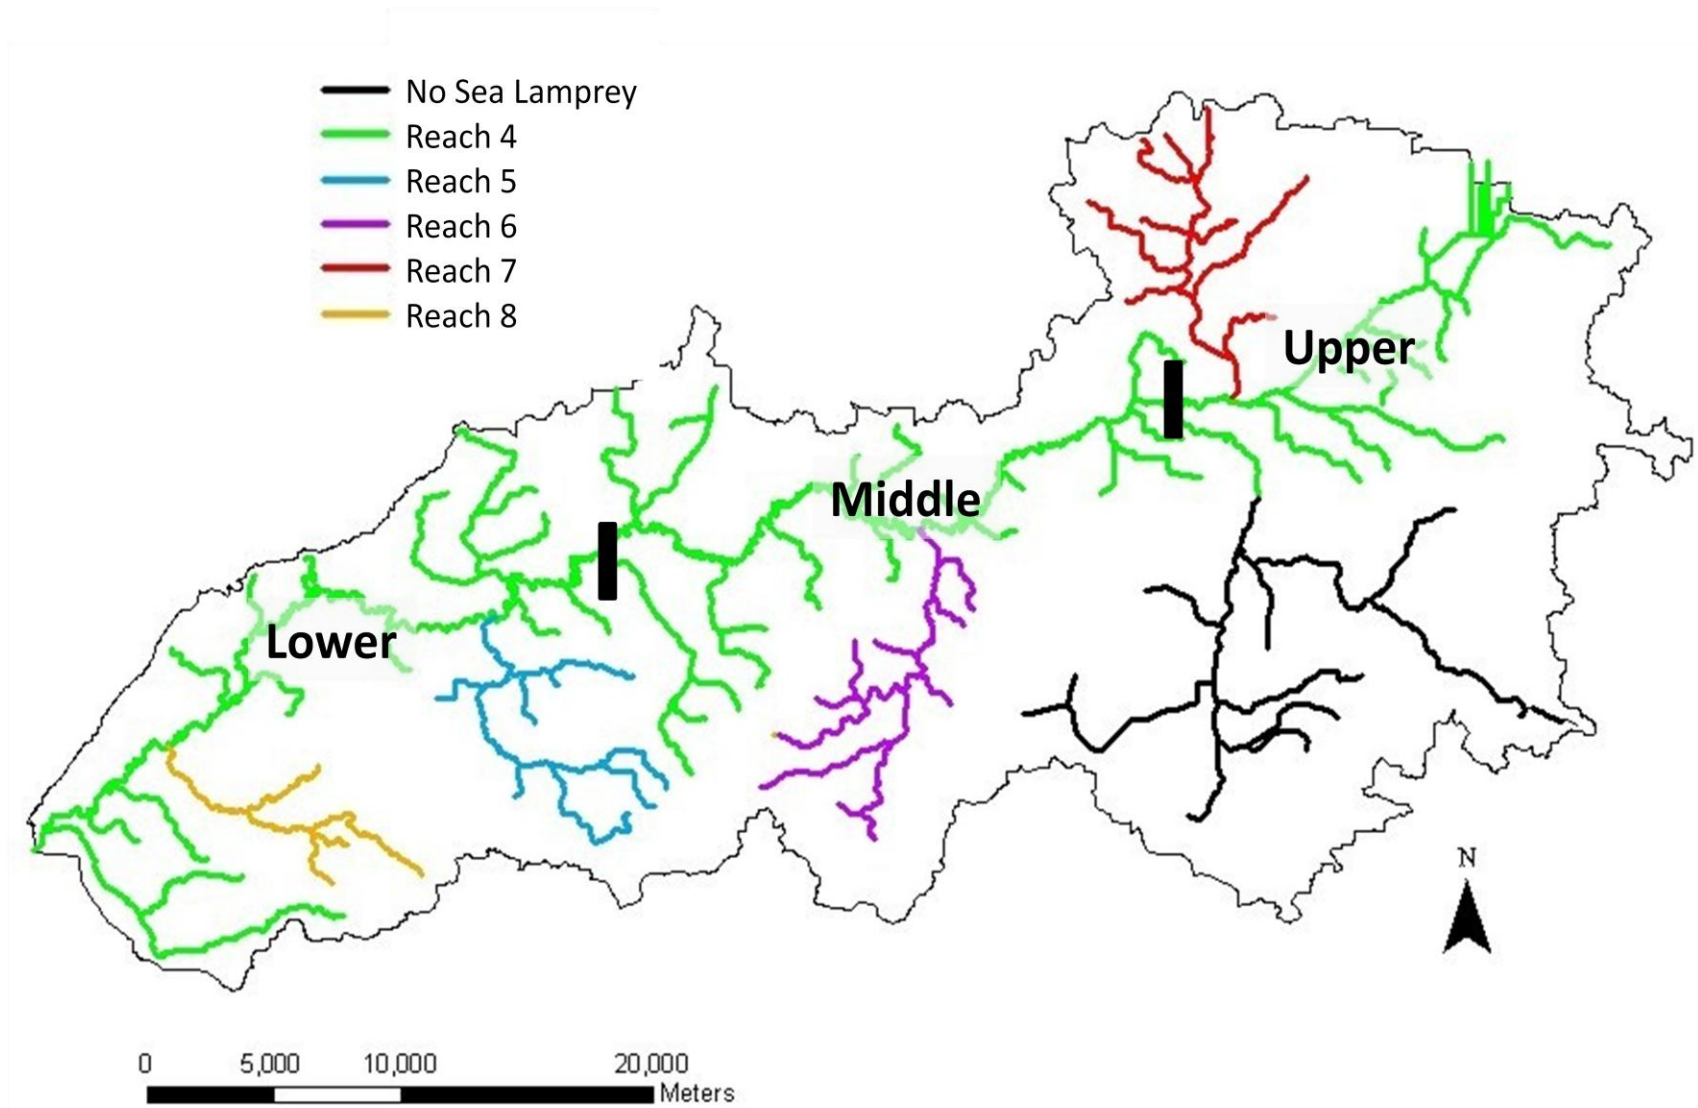 No Sea Lamprey
Reach 4
Reach 5
Reach 6
Reach 7
Reach 8
Upper
Middle
Lower
N
0 5,000 10,000 20,000
Meters